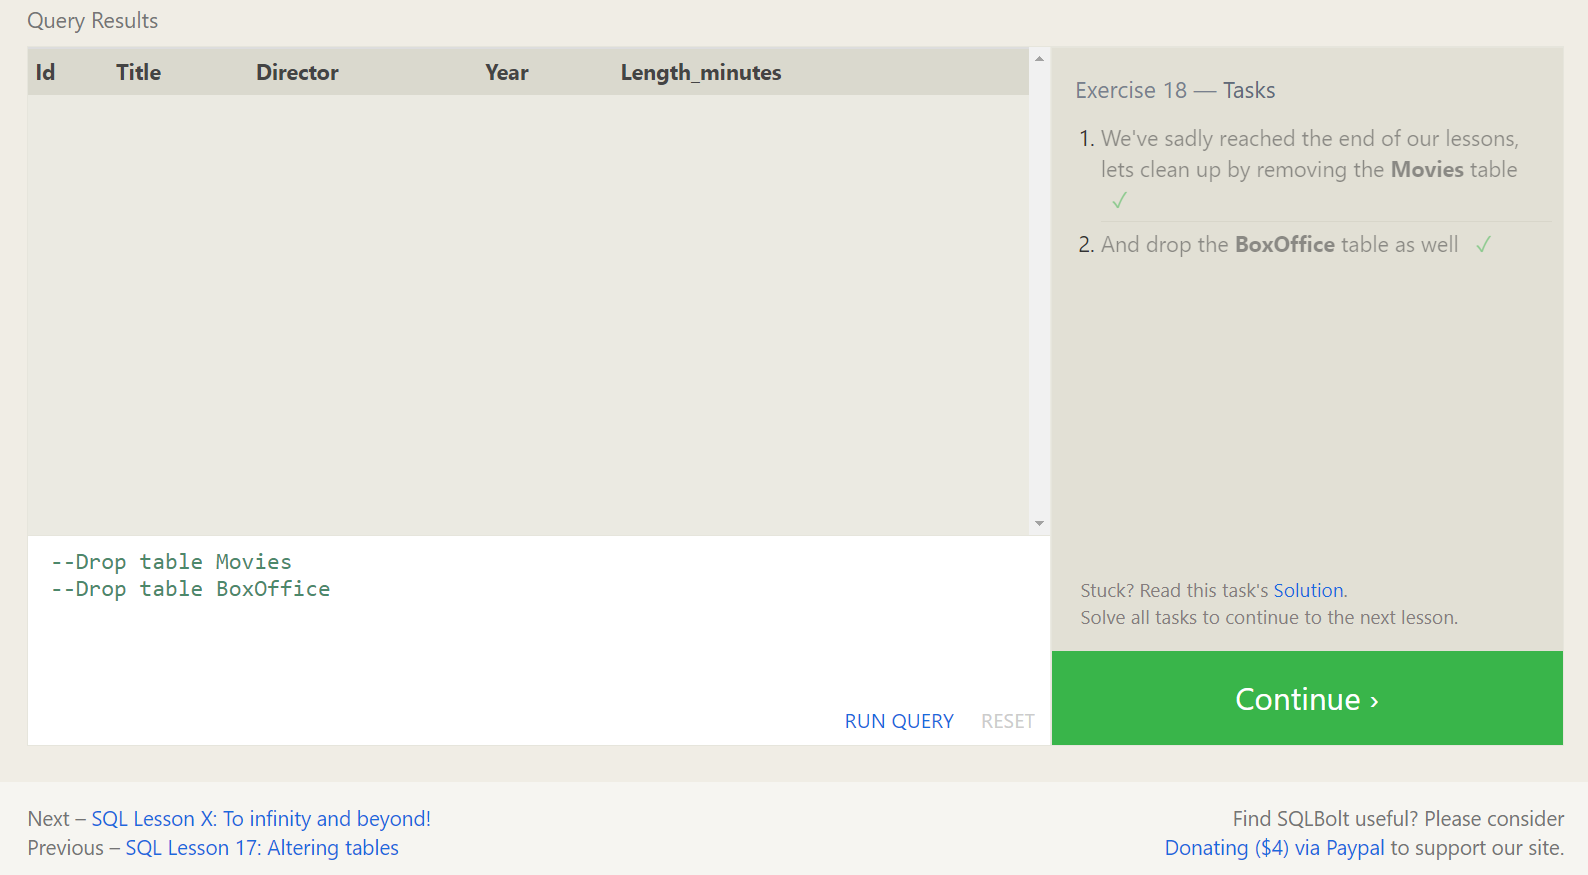 Query Results
Id Title Director Year Length_minutes
--Drop table Movies
--Drop table BoxOffice
RUN QUERY RESET
Exercise 18 — Tasks
1. We've sadly reached the end of our lessons,
lets clean up by removing the Movies table
✓
2. And drop the BoxOffice table as well ✓
Stuck? Read this task's Solution.
Solve all tasks to continue to the next lesson.
Continue ›
Next – SQL Lesson X: To infinity and beyond!
Previous – SQL Lesson 17: Altering tables
Find SQLBolt useful? Please consider
Donating ($4) via Paypal to support our site.